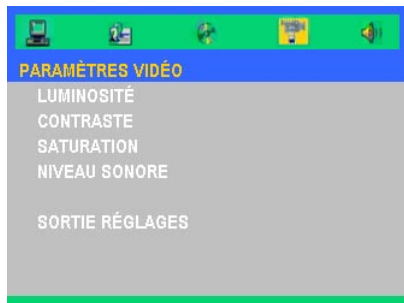 PARAMÈTRES VIDÉO
LUMINOSITÉ
CONTRASTE
SATURATION
NIVEAU SONORE
SORTIE RÉGLAGES